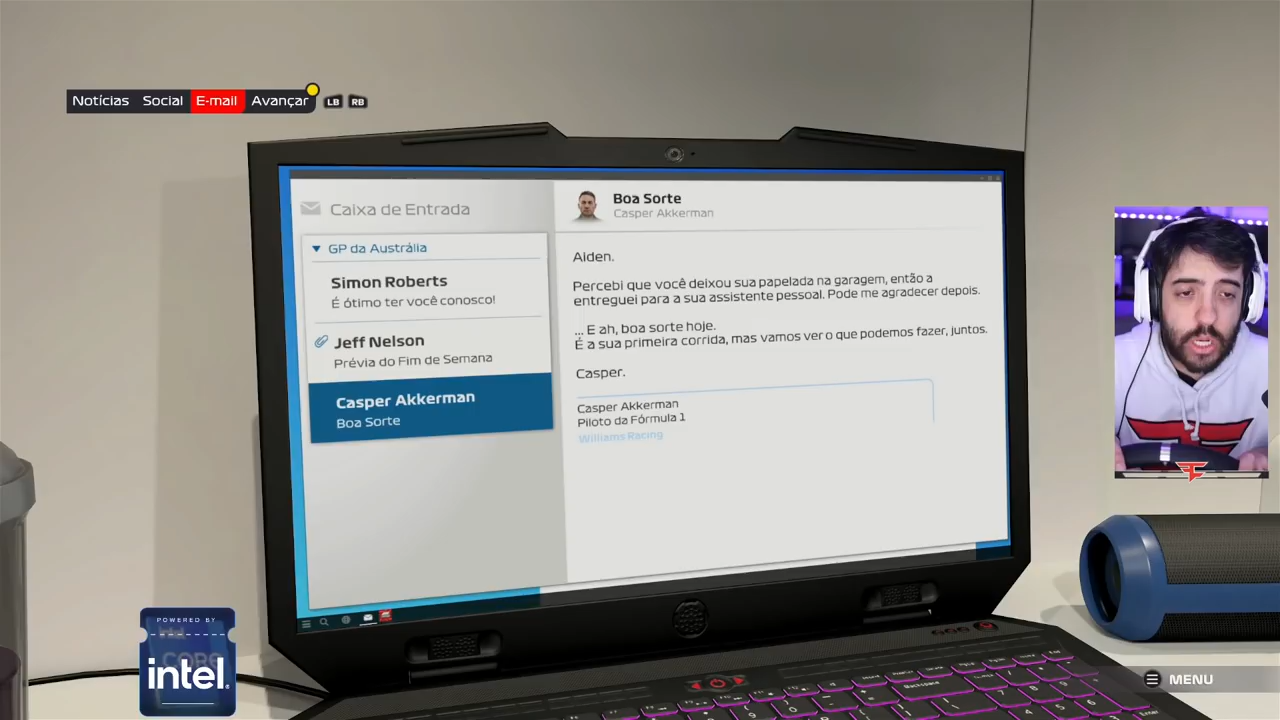 Notícias Social E-mail Avançar LB RB
Caixa de Entrada
GP da Austrália
Simon Roberts
É ótimo ter você conosco!
Jeff Nelson
Prévia do Fim de Semana
Casper Akkerman
Boa Sorte
Boa Sorte
Casper Akkerman
Aiden.
Percebi que você deixou sua papelada na garagem, então a
entreguei para a sua assistente pessoal. Pode me agradecer depois.
... E ah, boa sorte hoje.
É a sua primeira corrida, mas vamos ver o que podemos fazer, juntos.
Casper.
Casper Akkerman
Piloto da Fórmula 1
Williams Racing
POWERED BY
intel.
MENU